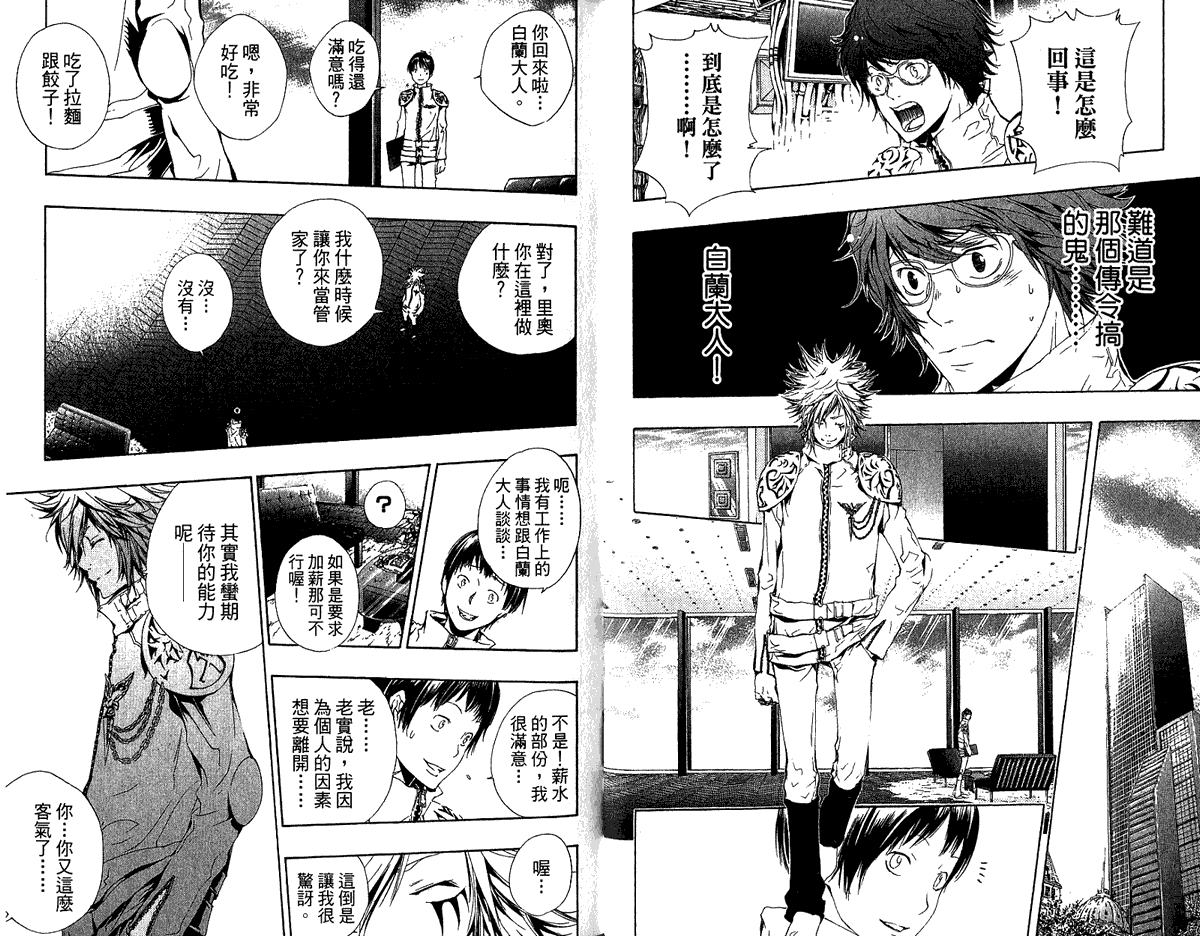 這是怎麼
回事！
到底是怎麼了
………啊！
難道是
那個傳令搞
的鬼………
白蘭大人！
你回來啦…
白蘭大人。
吃得還
滿意嗎？
嗯，非常
好吃！
吃了拉麵
跟餃子！
對了，里奧
你在這裡做
什麼？
我什麼時候
讓你來當管
家了？
沒…
沒有…
呃……
我有工作上的
事情想跟白蘭
大人談談…
？
如果是要求
加薪那可不
行喔！
其實我蠻期
待你的能力
呢——
不是！薪水
的部份，我
很滿意…
老……
老實說，我因
為個人的因素
想要離開……
喔…
這倒是
讓我很
驚訝。
你…你又這麼
客氣了……